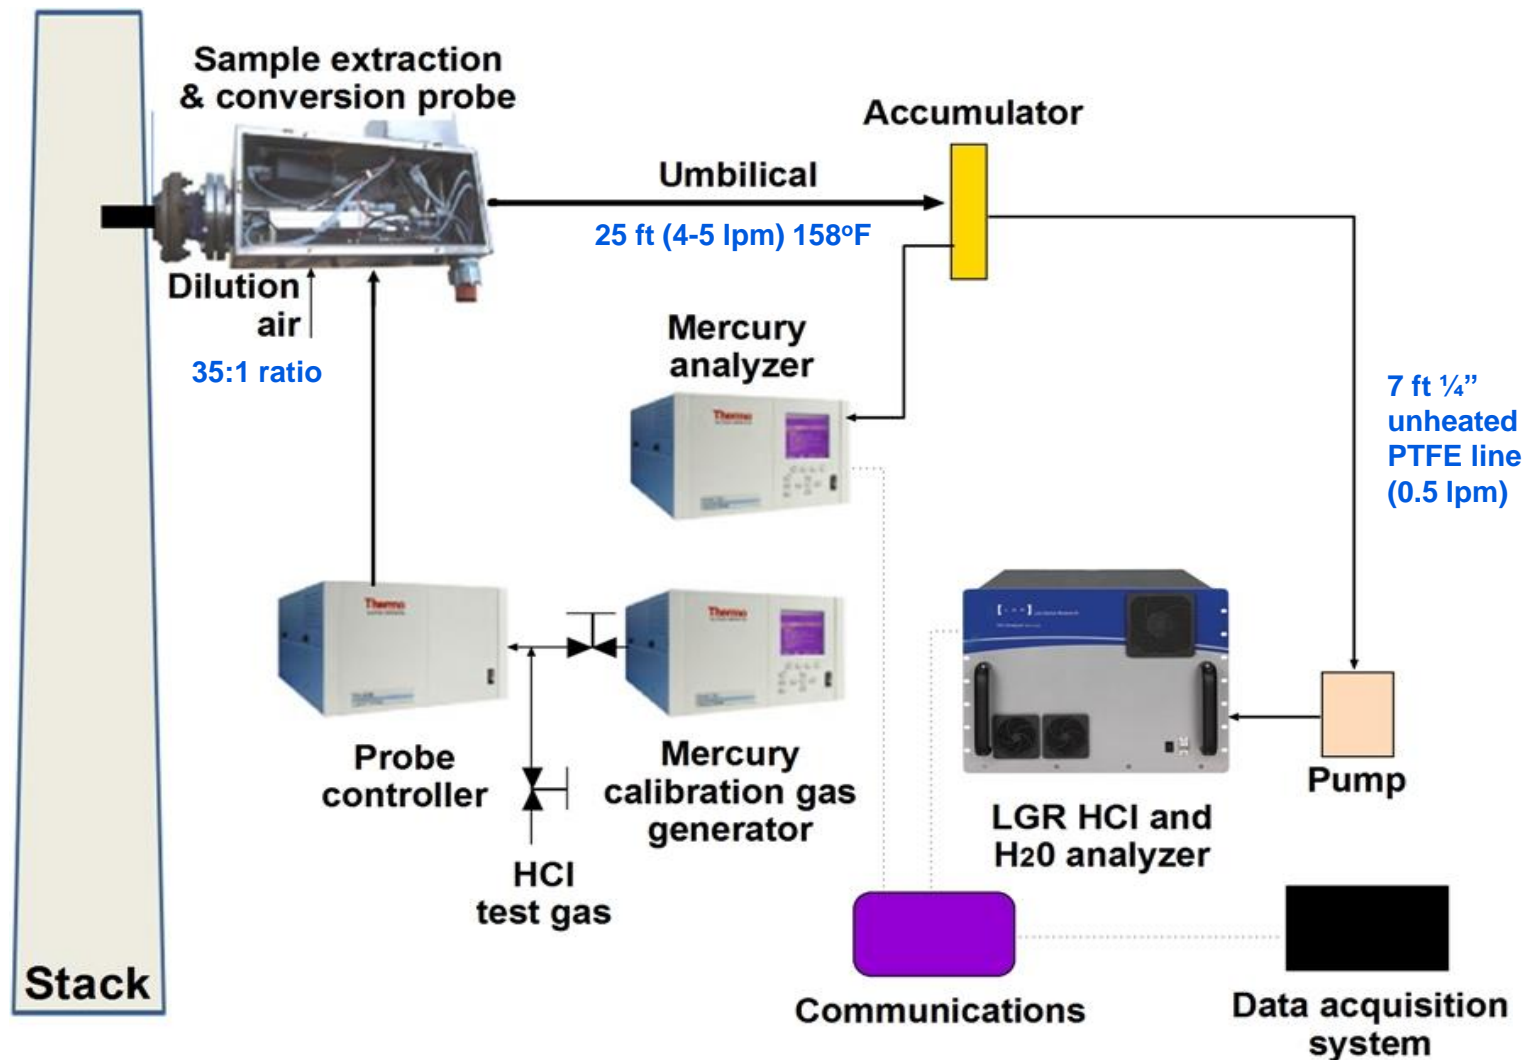 Sample extraction
& conversion probe
Accumulator
Umbilical
25 ft (4-5 lpm) 158°F
Dilution
air
35:1 ratio
Mercury
analyzer
Thermo
7 ft ¼”
unheated
PTFE line
(0.5 lpm)
Thermo
Thermo
Probe
controller
Mercury
calibration gas
generator
HCl
test gas
LGR HCl and
H20 analyzer
Pump
Stack
Communications
Data acquisition
system